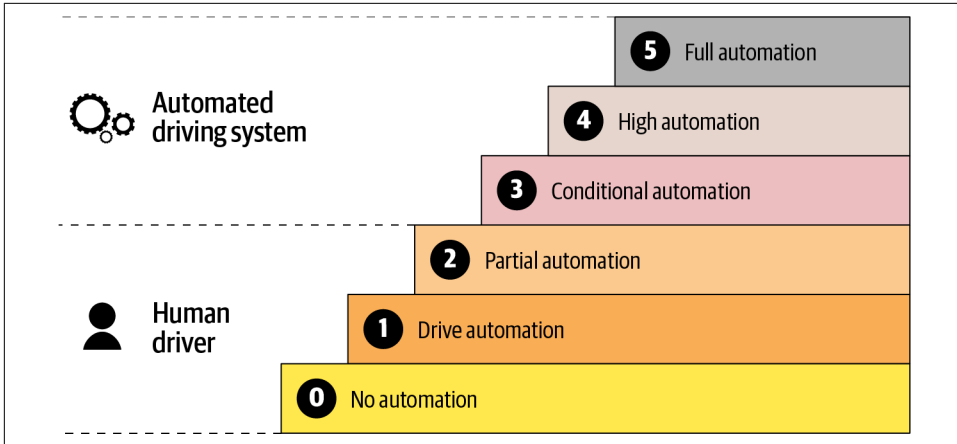 5 Full automation
Automated
driving system
4 High automation
3 Conditional automation
2 Partial automation
Human
driver
1 Drive automation
0 No automation